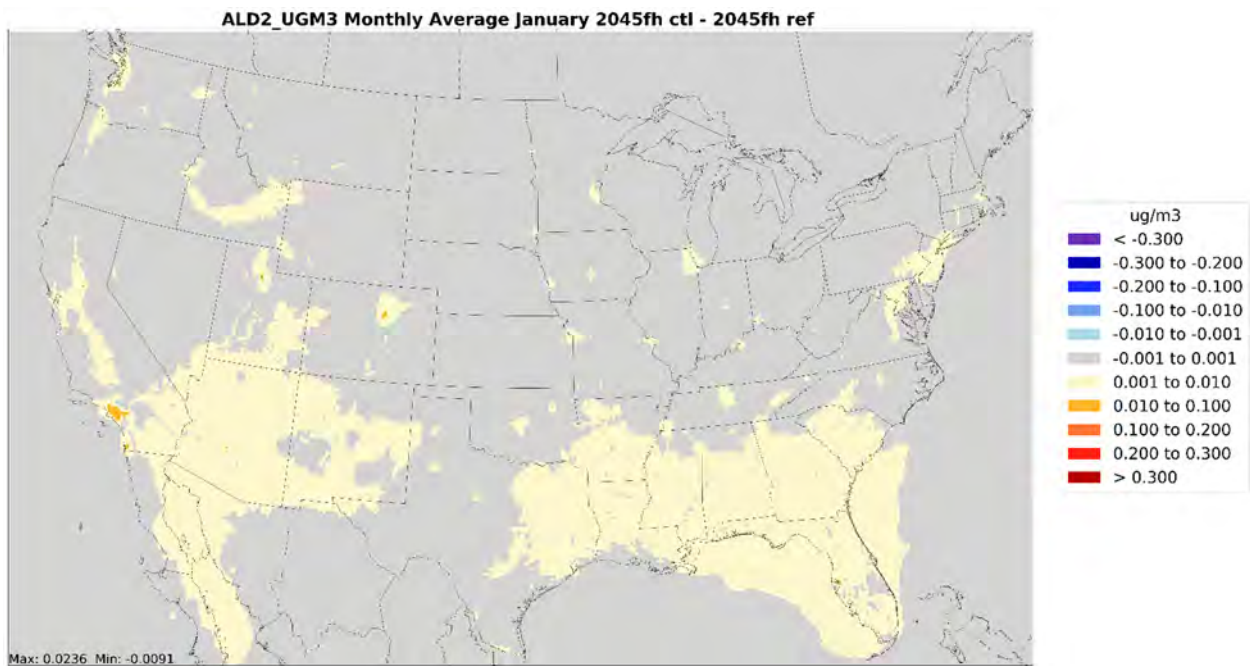 ALD2_UGM3 Monthly Average January 2045fh ctl - 2045fh ref
ug/m3
< -0.300
-0.300 to -0.200
-0.200 to -0.100
-0.100 to -0.010
-0.010 to -0.001
-0.001 to 0.001
0.001 to 0.010
0.010 to 0.100
0.100 to 0.200
0.200 to 0.300
> 0.300
Max: 0.0236 Min: -0.0091